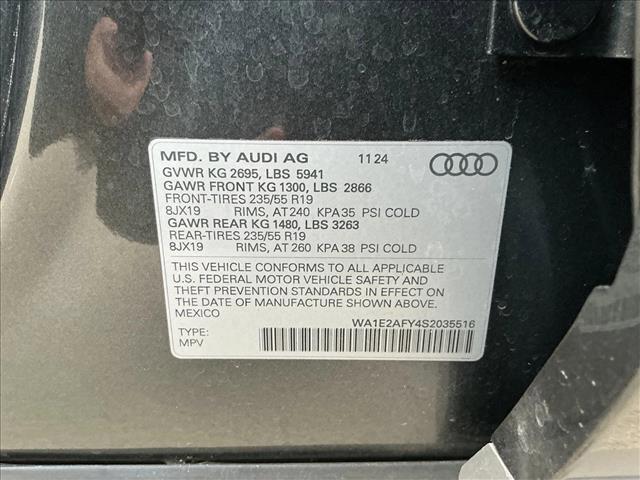 MFD. BY AUDI AG 11 24
GVWR KG 2695, LBS 5941
GAWR FRONT KG 1300, LBS 2866
FRONT-TIRES 235/55 R19
8JX19 RIMS, AT 240 KPA 35 PSI COLD
GAWR REAR KG 1480, LBS 3263
REAR-TIRES 235/55 R19
8JX19 RIMS, AT 260 KPA 38 PSI COLD
THIS VEHICLE CONFORMS TO ALL APPLICABLE
U.S. FEDERAL MOTOR VEHICLE SAFETY AND
THEFT PREVENTION STANDARDS IN EFFECT ON
THE DATE OF MANUFACTURE SHOWN ABOVE.
MEXICO
WA1E2AFY4S2035516
TYPE:
MPV